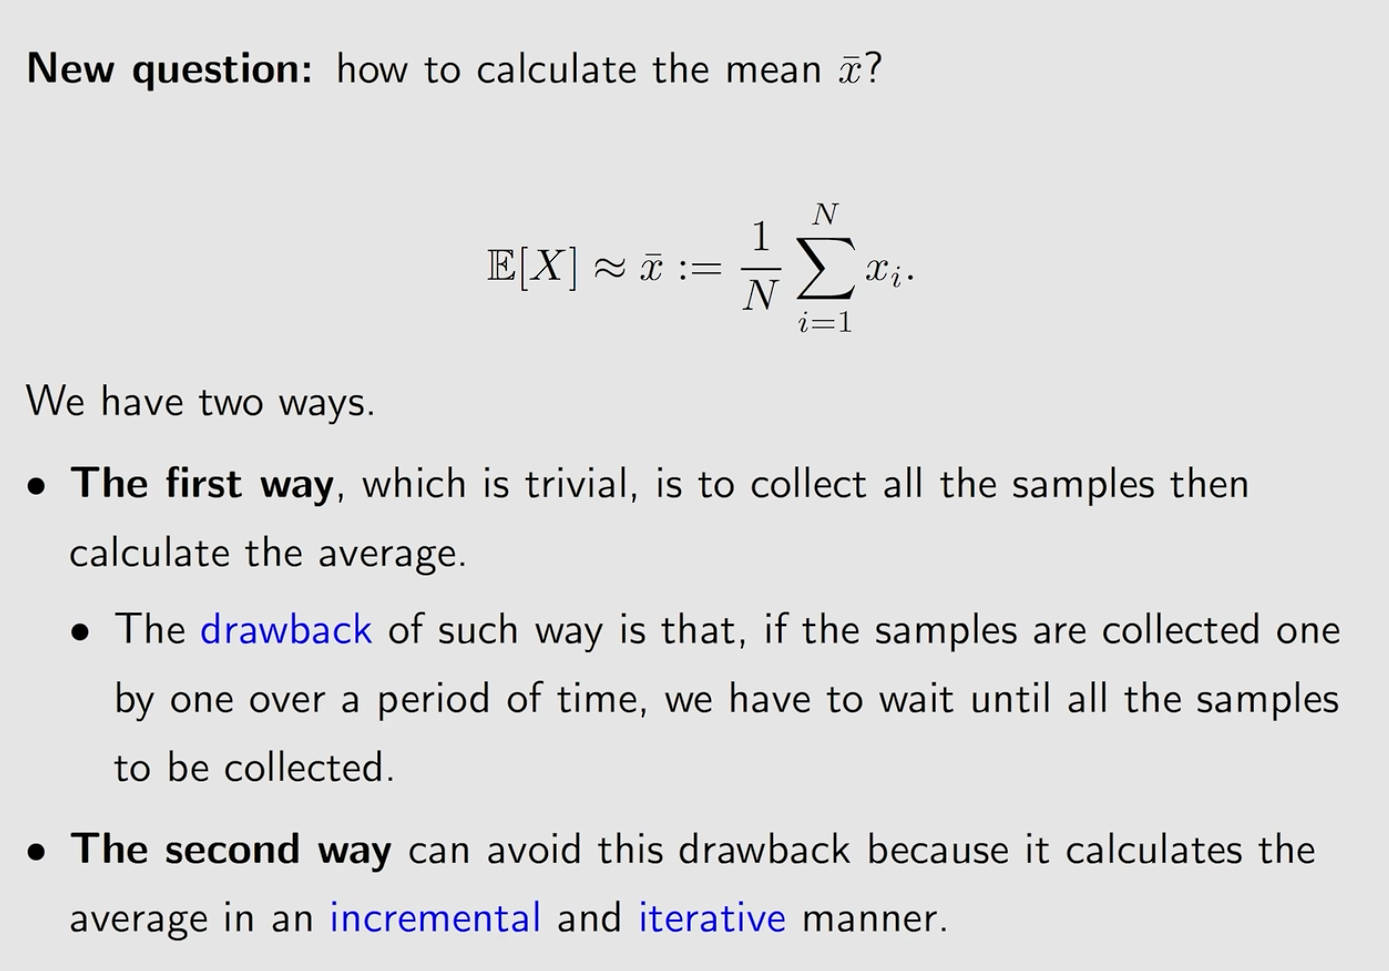 New question: how to calculate the mean x̄?
𝔼[X] ≈ x̄ := \frac{1}{N} \sum_{i=1}^{N} x_i.
We have two ways.
• The first way, which is trivial, is to collect all the samples then
calculate the average.
• The drawback of such way is that, if the samples are collected one
by one over a period of time, we have to wait until all the samples
to be collected.
• The second way can avoid this drawback because it calculates the
average in an incremental and iterative manner.